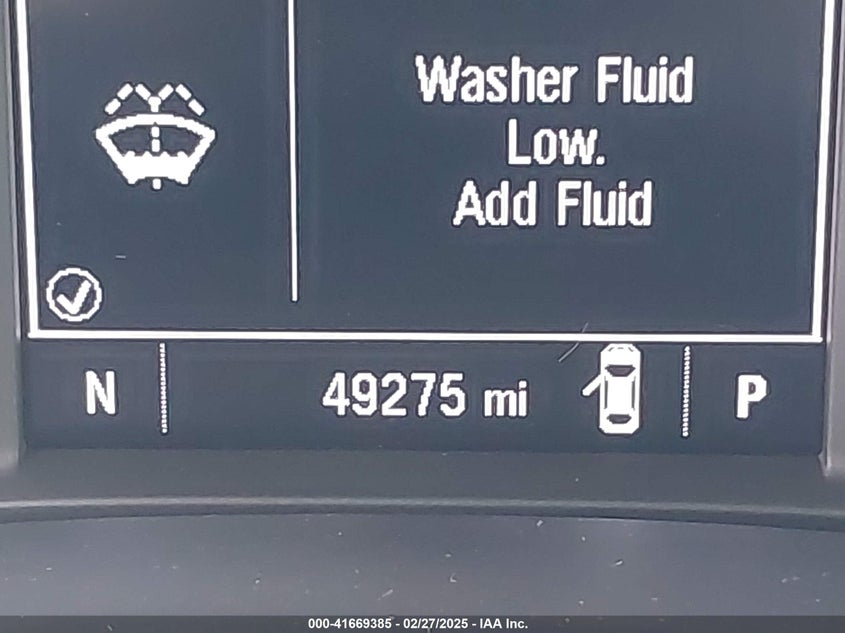 Washer Fluid
Low.
Add Fluid
N 49275 mi P
000-41669385 - 02/27/2025 - IAA Inc.